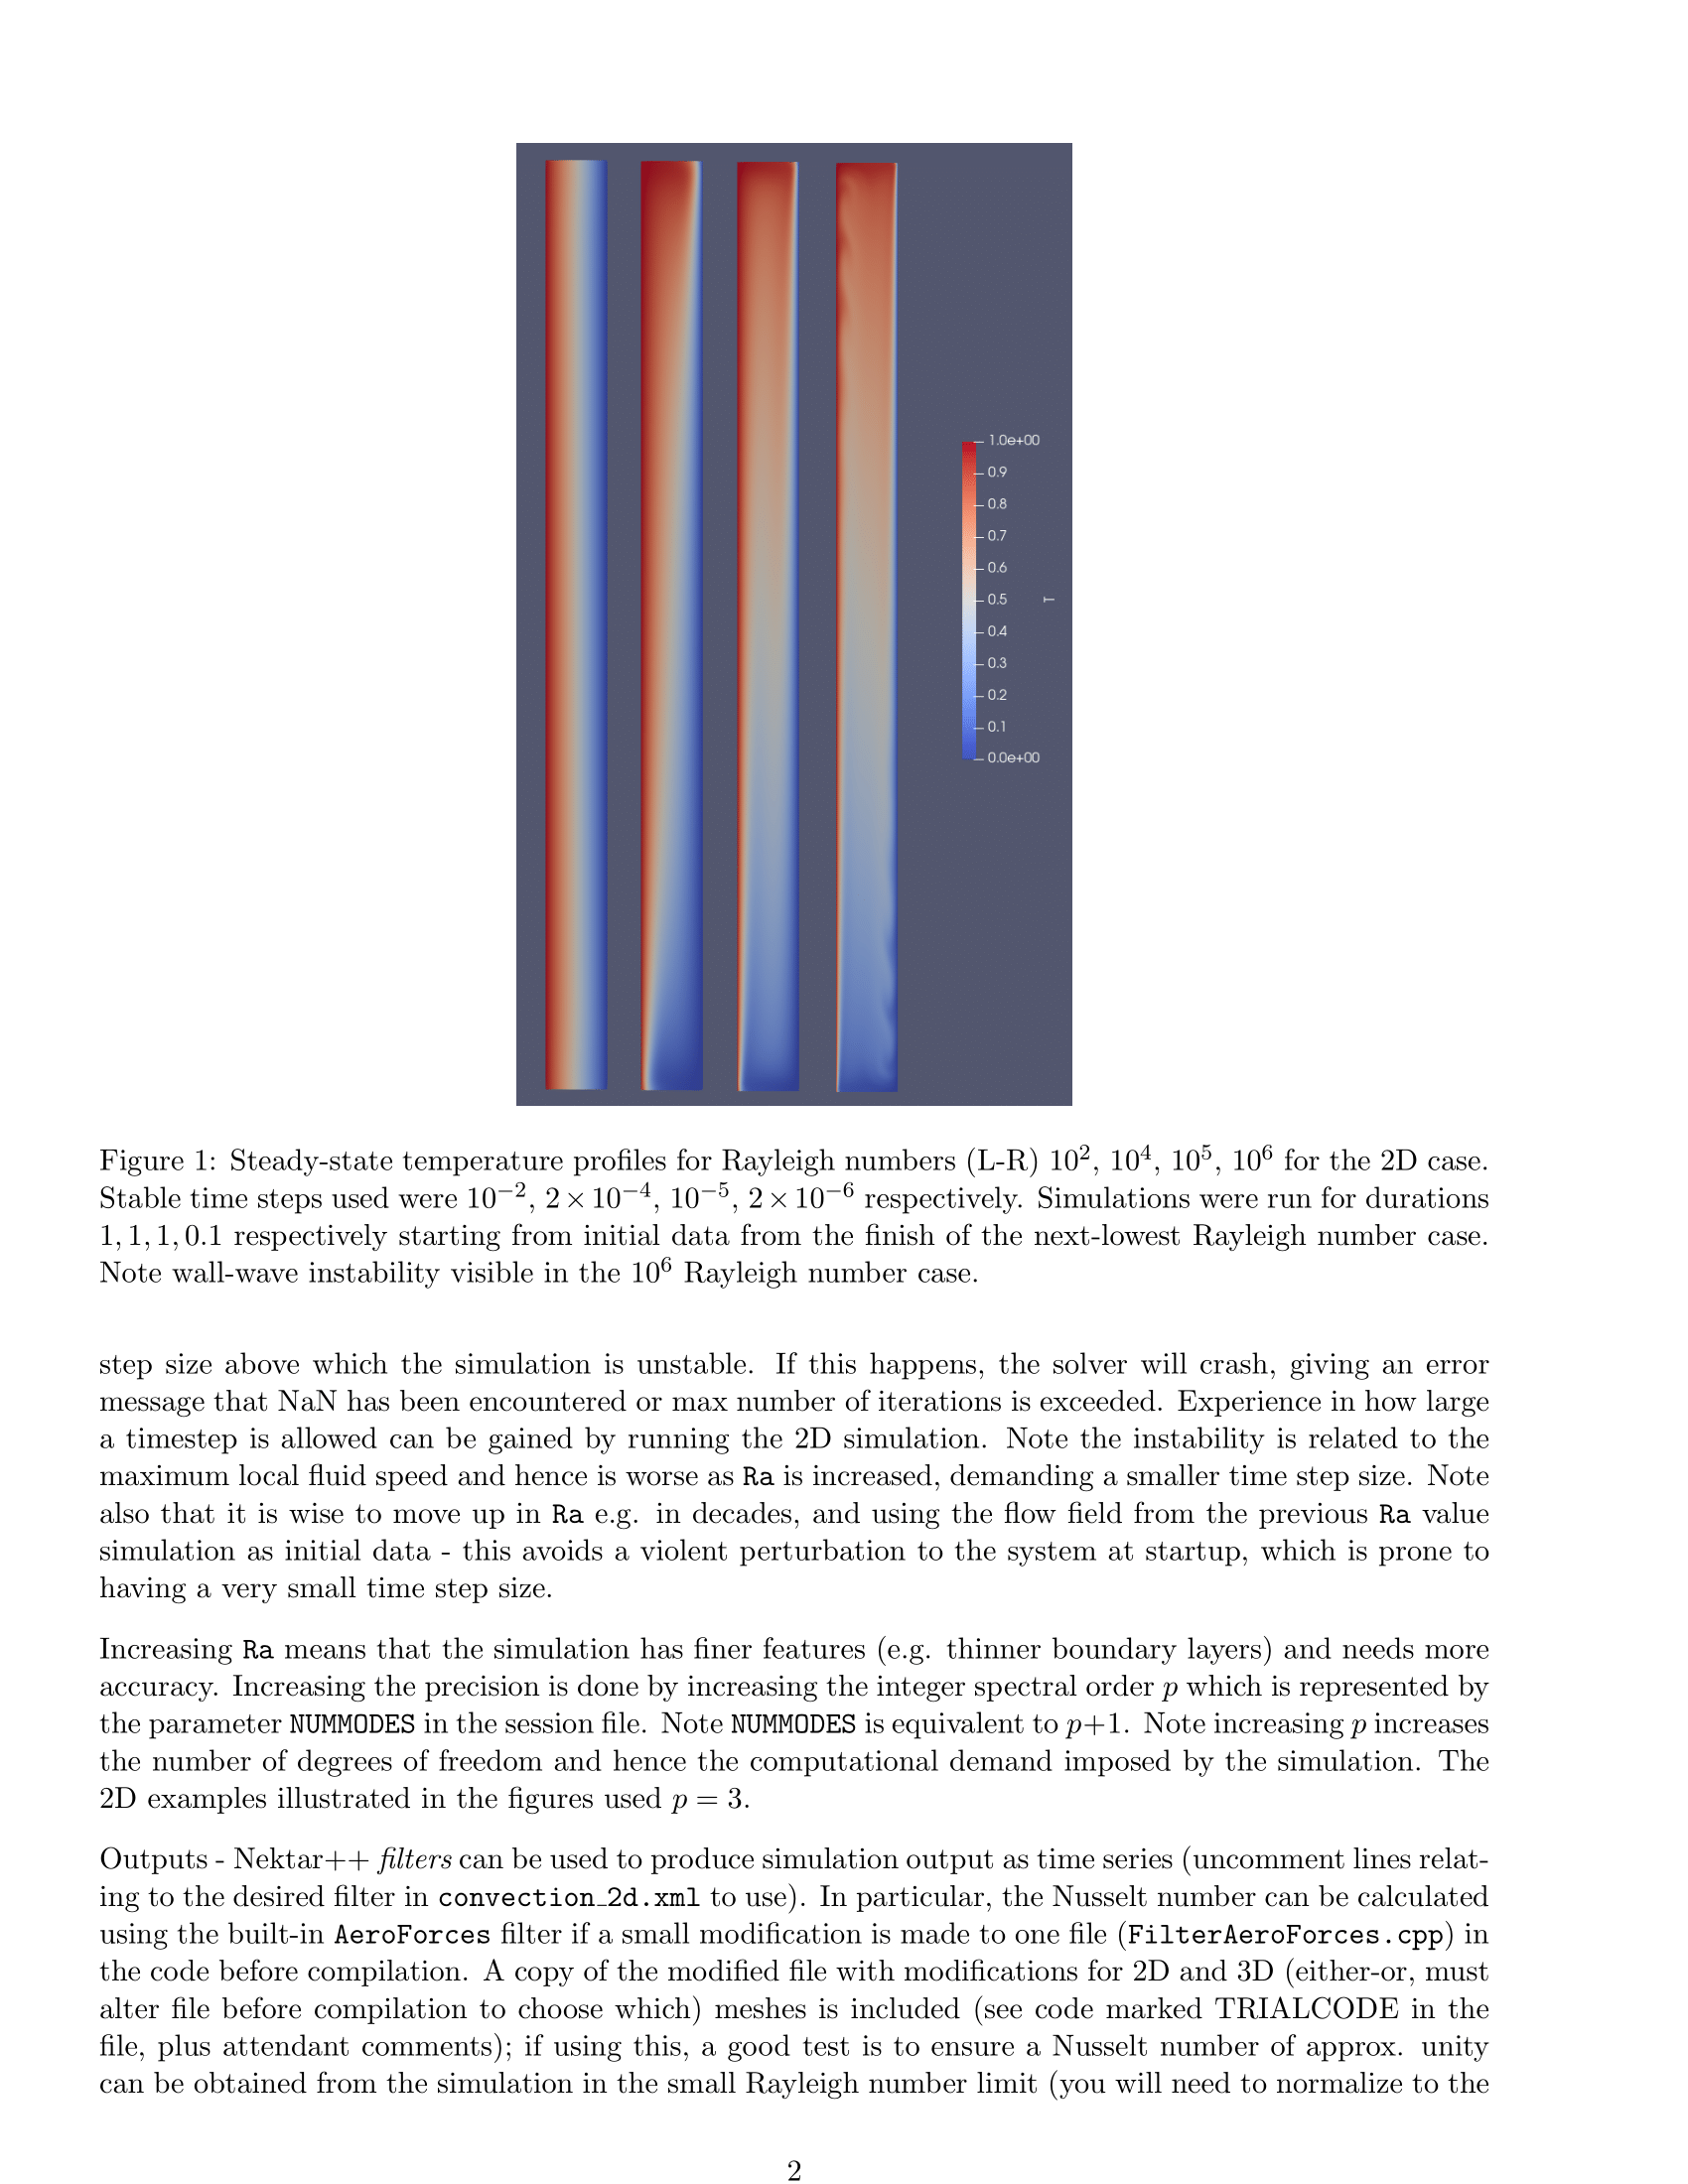 1.0e+00
0.9
0.8
0.7
0.6
0.5
T
0.4
0.3
0.2
0.1
0.0e+00
Figure 1: Steady-state temperature profiles for Rayleigh numbers (L-R) 10², 10⁴, 10⁵, 10⁶ for the 2D case.
Stable time steps used were 10⁻², 2 × 10⁻⁴, 10⁻⁵, 2 × 10⁻⁶ respectively. Simulations were run for durations
1, 1, 1, 0.1 respectively starting from initial data from the finish of the next-lowest Rayleigh number case.
Note wall-wave instability visible in the 10⁶ Rayleigh number case.
step size above which the simulation is unstable. If this happens, the solver will crash, giving an error
message that NaN has been encountered or max number of iterations is exceeded. Experience in how large
a timestep is allowed can be gained by running the 2D simulation. Note the instability is related to the
maximum local fluid speed and hence is worse as Ra is increased, demanding a smaller time step size. Note
also that it is wise to move up in Ra e.g. in decades, and using the flow field from the previous Ra value
simulation as initial data - this avoids a violent perturbation to the system at startup, which is prone to
having a very small time step size.
Increasing Ra means that the simulation has finer features (e.g. thinner boundary layers) and needs more
accuracy. Increasing the precision is done by increasing the integer spectral order p which is represented by
the parameter NUMMODES in the session file. Note NUMMODES is equivalent to p+1. Note increasing p increases
the number of degrees of freedom and hence the computational demand imposed by the simulation. The
2D examples illustrated in the figures used p = 3.
Outputs - Nektar++ filters can be used to produce simulation output as time series (uncomment lines relat-
ing to the desired filter in convection_2d.xml to use). In particular, the Nusselt number can be calculated
using the built-in AeroForces filter if a small modification is made to one file (FilterAeroForces.cpp) in
the code before compilation. A copy of the modified file with modifications for 2D and 3D (either-or, must
alter file before compilation to choose which) meshes is included (see code marked TRIALCODE in the
file, plus attendant comments); if using this, a good test is to ensure a Nusselt number of approx. unity
can be obtained from the simulation in the small Rayleigh number limit (you will need to normalize to the
2